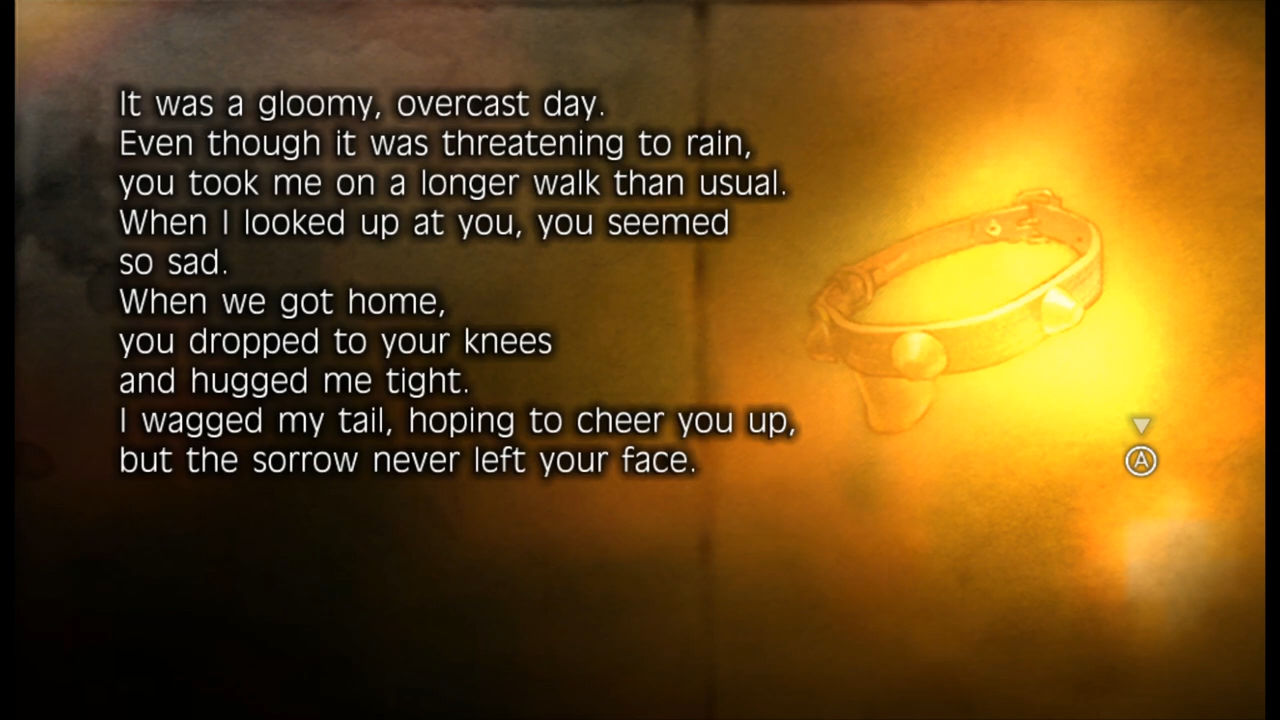 It was a gloomy, overcast day.
Even though it was threatening to rain,
you took me on a longer walk than usual.
When I looked up at you, you seemed
so sad.
When we got home,
you dropped to your knees
and hugged me tight.
I wagged my tail, hoping to cheer you up,
but the sorrow never left your face.
A